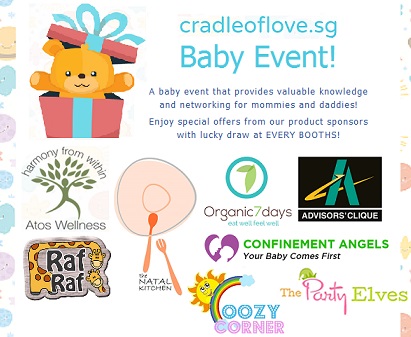 cradleoflove.sg
Baby Event!
A baby event that provides valuable knowledge
and networking for mommies and daddies!
Enjoy special offers from our product sponsors
with lucky draw at EVERY BOOTHS!
harmony from within
Atos Wellness
the
NATAL
KITCHEN
Organic7days
eat well feel well
ADVISORS'CLIQUE
Raf
Raf
CONFINEMENT ANGELS
Your Baby Comes First
COOZY
CORNER
The Party Elves